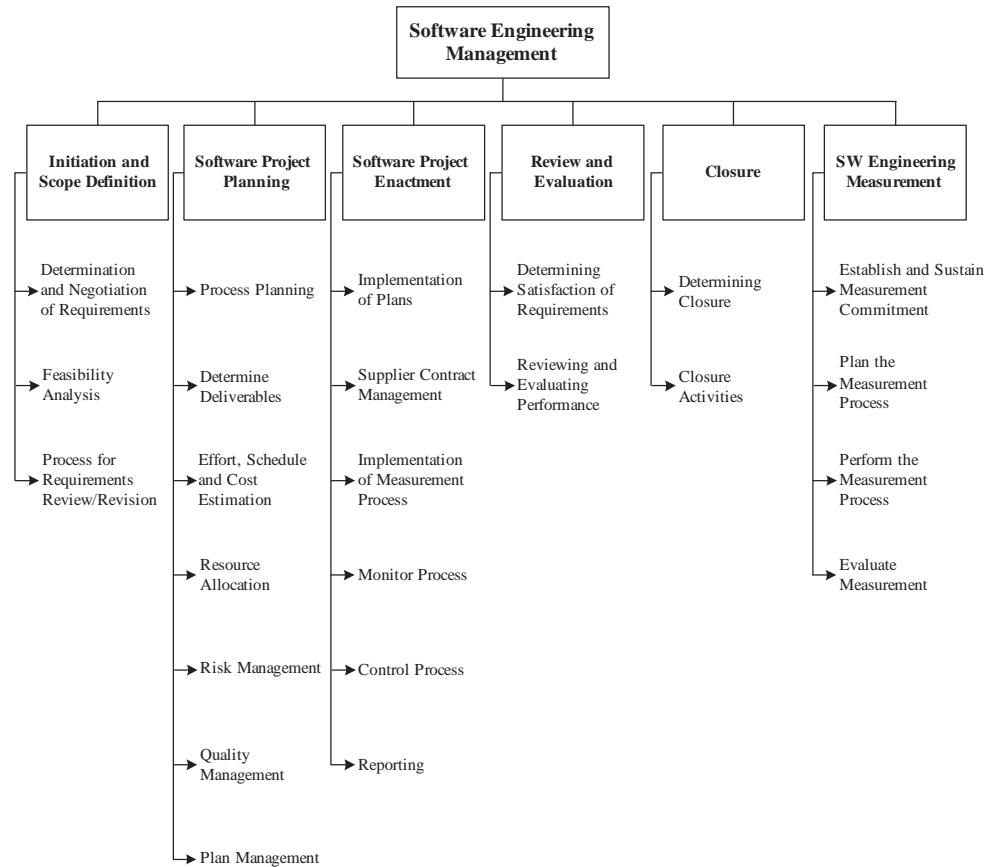 Software Engineering
Management
Initiation and
Scope Definition
Software Project
Planning
Software Project
Enactment
Review and
Evaluation
Closure
SW Engineering
Measurement
Determination
and Negotiation
of Requirements
Feasibility
Analysis
Process for
Requirements
Review/Revision
Process Planning
Determine
Deliverables
Effort, Schedule
and Cost
Estimation
Resource
Allocation
Risk Management
Quality
Management
Plan Management
Implementation
of Plans
Supplier Contract
Management
Implementation
of Measurement
Process
Monitor Process
Control Process
Reporting
Determining
Satisfaction of
Requirements
Reviewing and
Evaluating
Performance
Determining
Closure
Closure
Activities
Establish and Sustain
Measurement
Commitment
Plan the
Measurement
Process
Perform the
Measurement
Process
Evaluate
Measurement